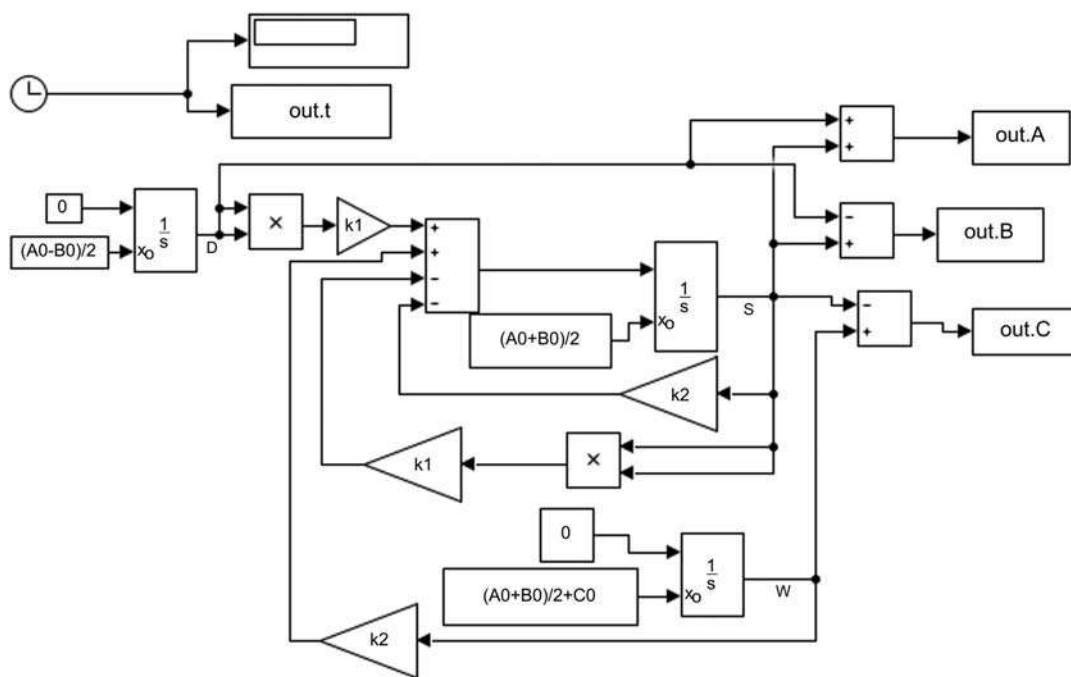 out.t
out.A
0
1
s
x₀
(A0-B0)/2
D
×
k1
+
+
−
−
+
+
−
+
out.B
1
s
x₀
(A0+B0)/2
S
−
+
out.C
k2
k1
×
0
1
s
x₀
(A0+B0)/2+C0
W
k2